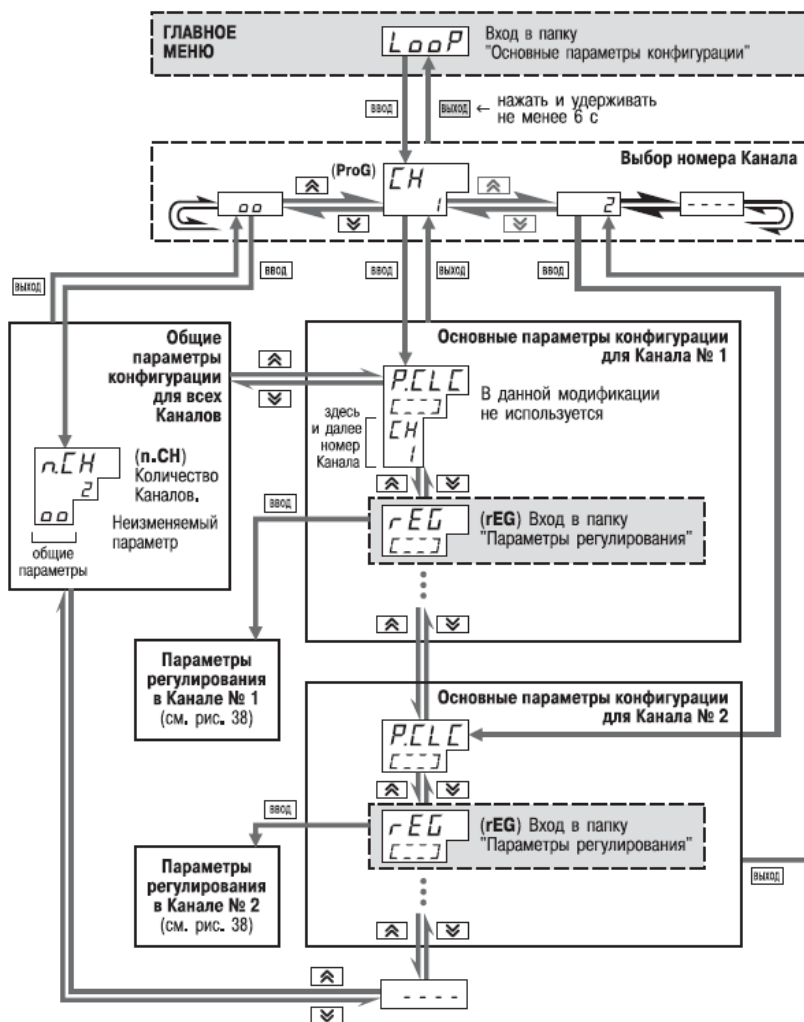 ГЛАВНОЕ
МЕНЮ
LooP
Вход в папку
"Основные параметры конфигурации"
ВВОД
ВЫХОД
← нажать и удерживать
не менее 6 с
Выбор номера Канала
(ProG)
CH
1
oo
2
- - - -
ВЫХОД
ВВОД
ВВОД
ВЫХОД
ВВОД
Общие
параметры
конфигурации
для всех
Каналов
n.CH
2
oo
(n.CH)
Количество
Каналов.
Неизменяемый
параметр
общие
параметры
Основные параметры конфигурации
для Канала № 1
P.CLC
[---]
CH
1
В данной модификации
не используется
здесь
и далее
номер
Канала
ВВОД
rEG
[---]
(rEG) Вход в папку
"Параметры регулирования"
Параметры
регулирования
в Канале № 1
(см. рис. 38)
Основные параметры конфигурации
для Канала № 2
P.CLC
[---]
ВВОД
rEG
[---]
(rEG) Вход в папку
"Параметры регулирования"
ВЫХОД
Параметры
регулирования
в Канале № 2
(см. рис. 38)
- - - -